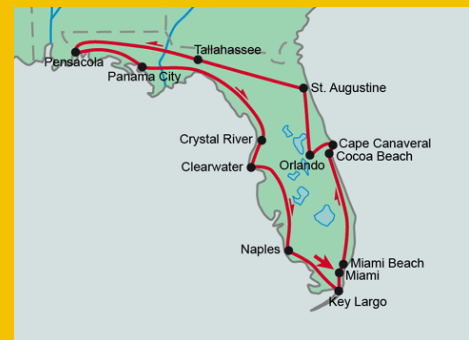 Tallahassee
Pensacola
Panama City
St. Augustine
Crystal River
Cape Canaveral
Cocoa Beach
Orlando
Clearwater
Naples
Miami Beach
Miami
Key Largo